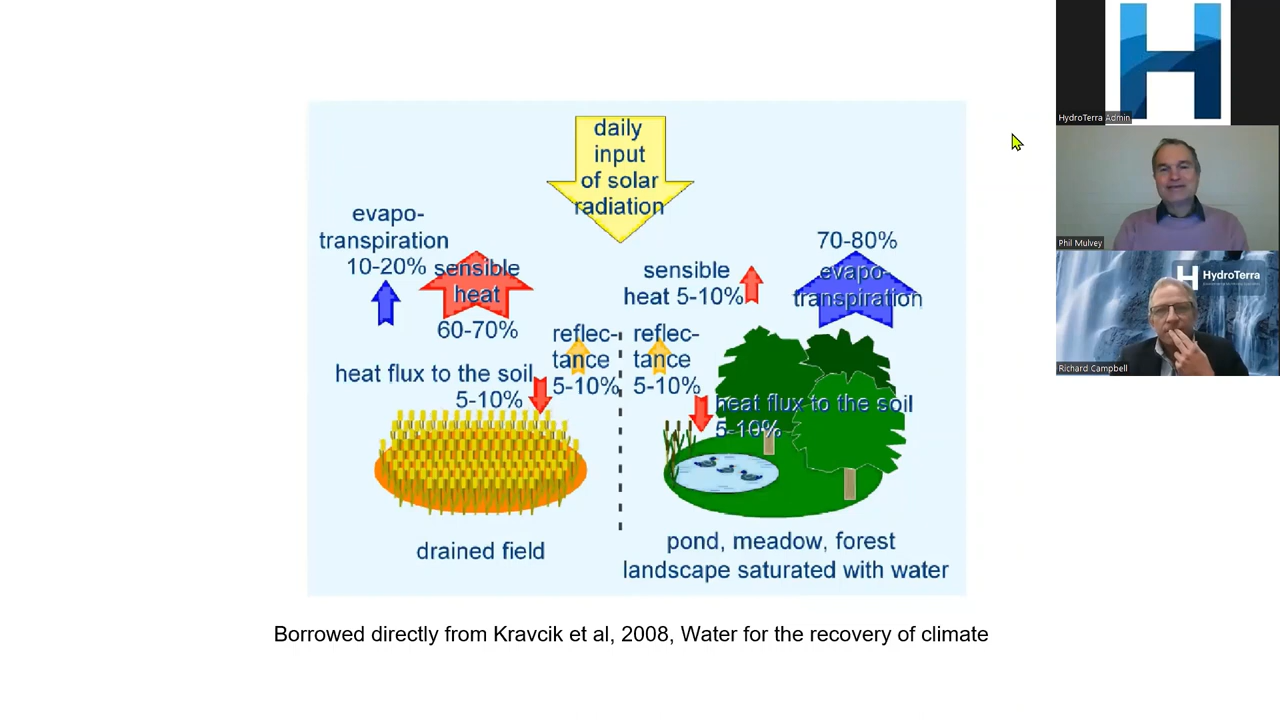 daily
input
of solar
radiation
evapo-
transpiration
10-20%
sensible
heat
60-70%
heat flux to the soil
5-10%
reflec-
tance
5-10%
drained field
sensible
heat 5-10%
70-80%
evapo-
transpiration
reflec-
tance
5-10%
heat flux to the soil
5-10%
pond, meadow, forest
landscape saturated with water
Borrowed directly from Kravcik et al, 2008, Water for the recovery of climate
H
HydroTerra Admin
Phil Mulvey
HydroTerra
Richard Campbell